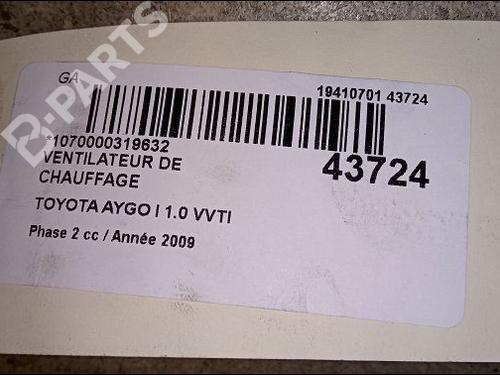 GA
19410701 43724
B-PARTS
*1070000319632
VENTILATEUR DE
CHAUFFAGE
43724
TOYOTA AYGO I 1.0 VVTI
Phase 2 cc / Année 2009